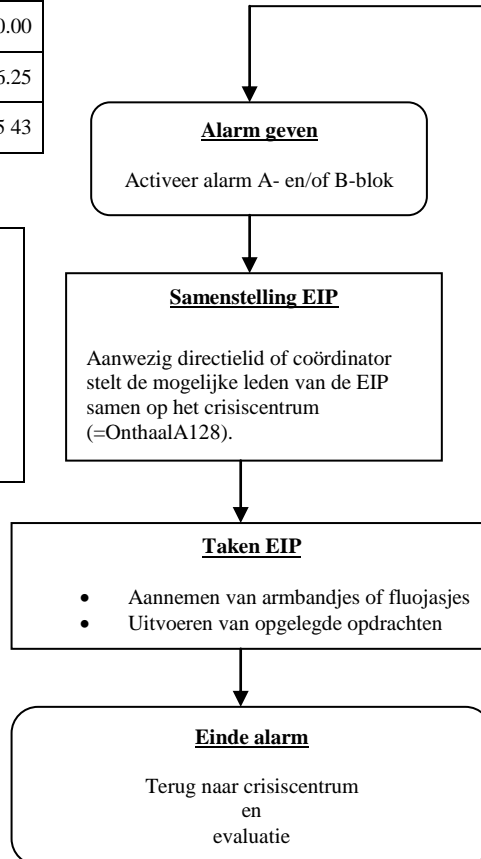 0.00
6.25
5 43
Alarm geven
Activeer alarm A- en/of B-blok
Samenstelling EIP
Aanwezig directielid of coördinator
stelt de mogelijke leden van de EIP
samen op het crisiscentrum
(=OnthaalA128).
Taken EIP
• Aannemen van armbandjes of fluojasjes
• Uitvoeren van opgelegde opdrachten
Einde alarm
Terug naar crisiscentrum
en
evaluatie